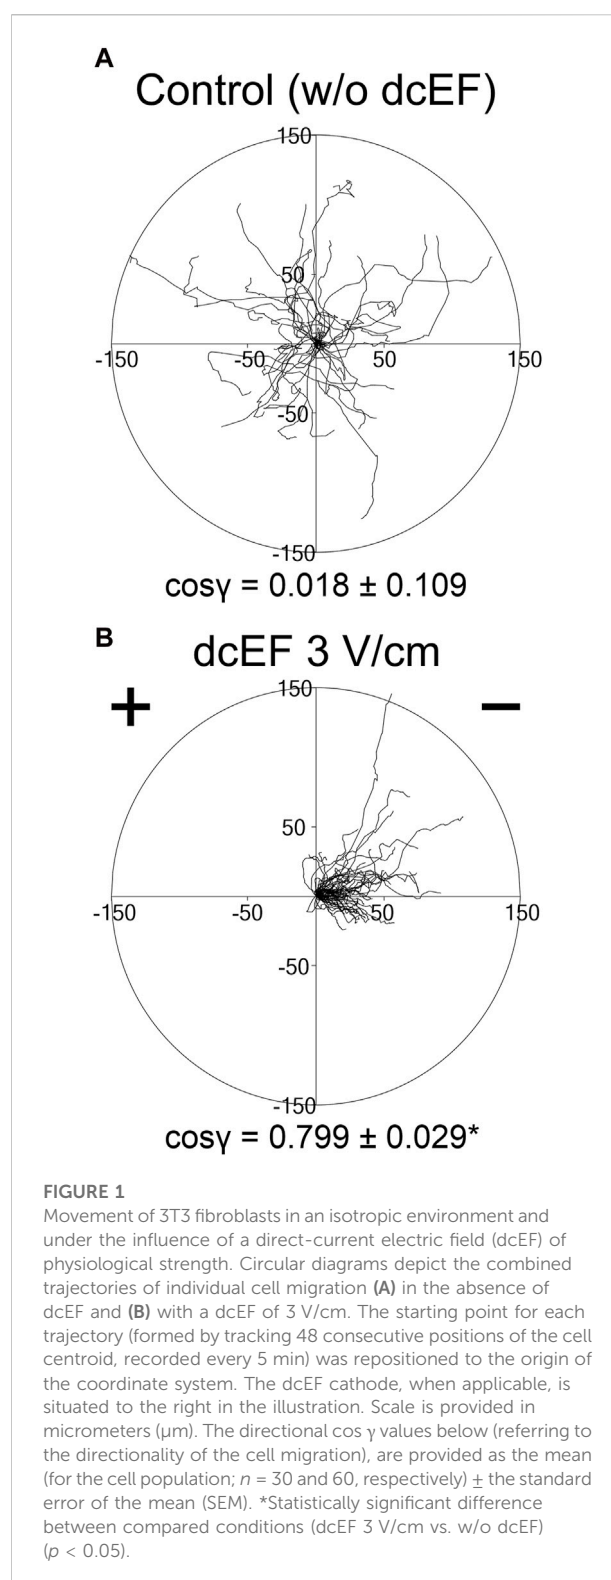 A
Control (w/o dcEF)
150
50
-150
-50
50
150
-50
-150
cosγ = 0.018 ± 0.109
B
dcEF 3 V/cm
150
+
−
50
-150
-50
50
150
-50
-150
cosγ = 0.799 ± 0.029*
FIGURE 1
Movement of 3T3 fibroblasts in an isotropic environment and
under the influence of a direct-current electric field (dcEF) of
physiological strength. Circular diagrams depict the combined
trajectories of individual cell migration (A) in the absence of
dcEF and (B) with a dcEF of 3 V/cm. The starting point for each
trajectory (formed by tracking 48 consecutive positions of the cell
centroid, recorded every 5 min) was repositioned to the origin of
the coordinate system. The dcEF cathode, when applicable, is
situated to the right in the illustration. Scale is provided in
micrometers (μm). The directional cos γ values below (referring to
the directionality of the cell migration), are provided as the mean
(for the cell population; n = 30 and 60, respectively) ± the standard
error of the mean (SEM). *Statistically significant difference
between compared conditions (dcEF 3 V/cm vs. w/o dcEF)
(p < 0.05).